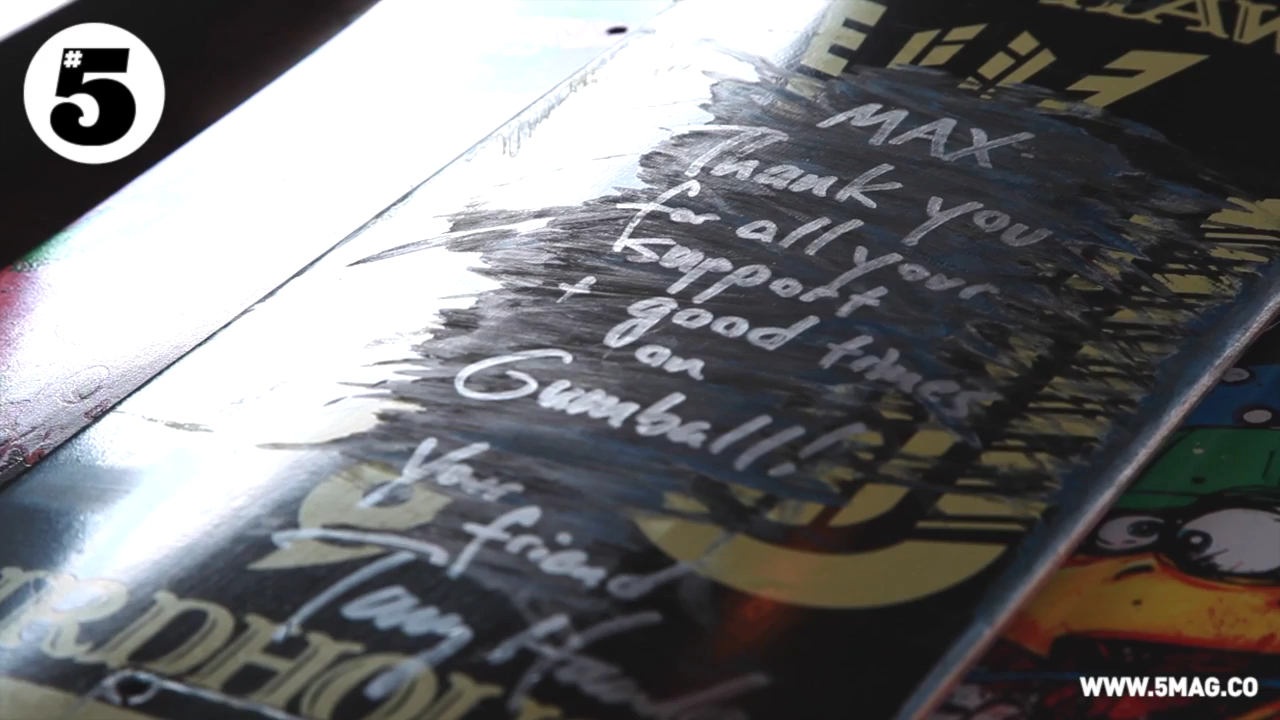 #5
MAX
Thank you
for all your
support
+ good times
on
Gumball!
Your friend
Tony Hawk
RDHO
WWW.5MAG.CO